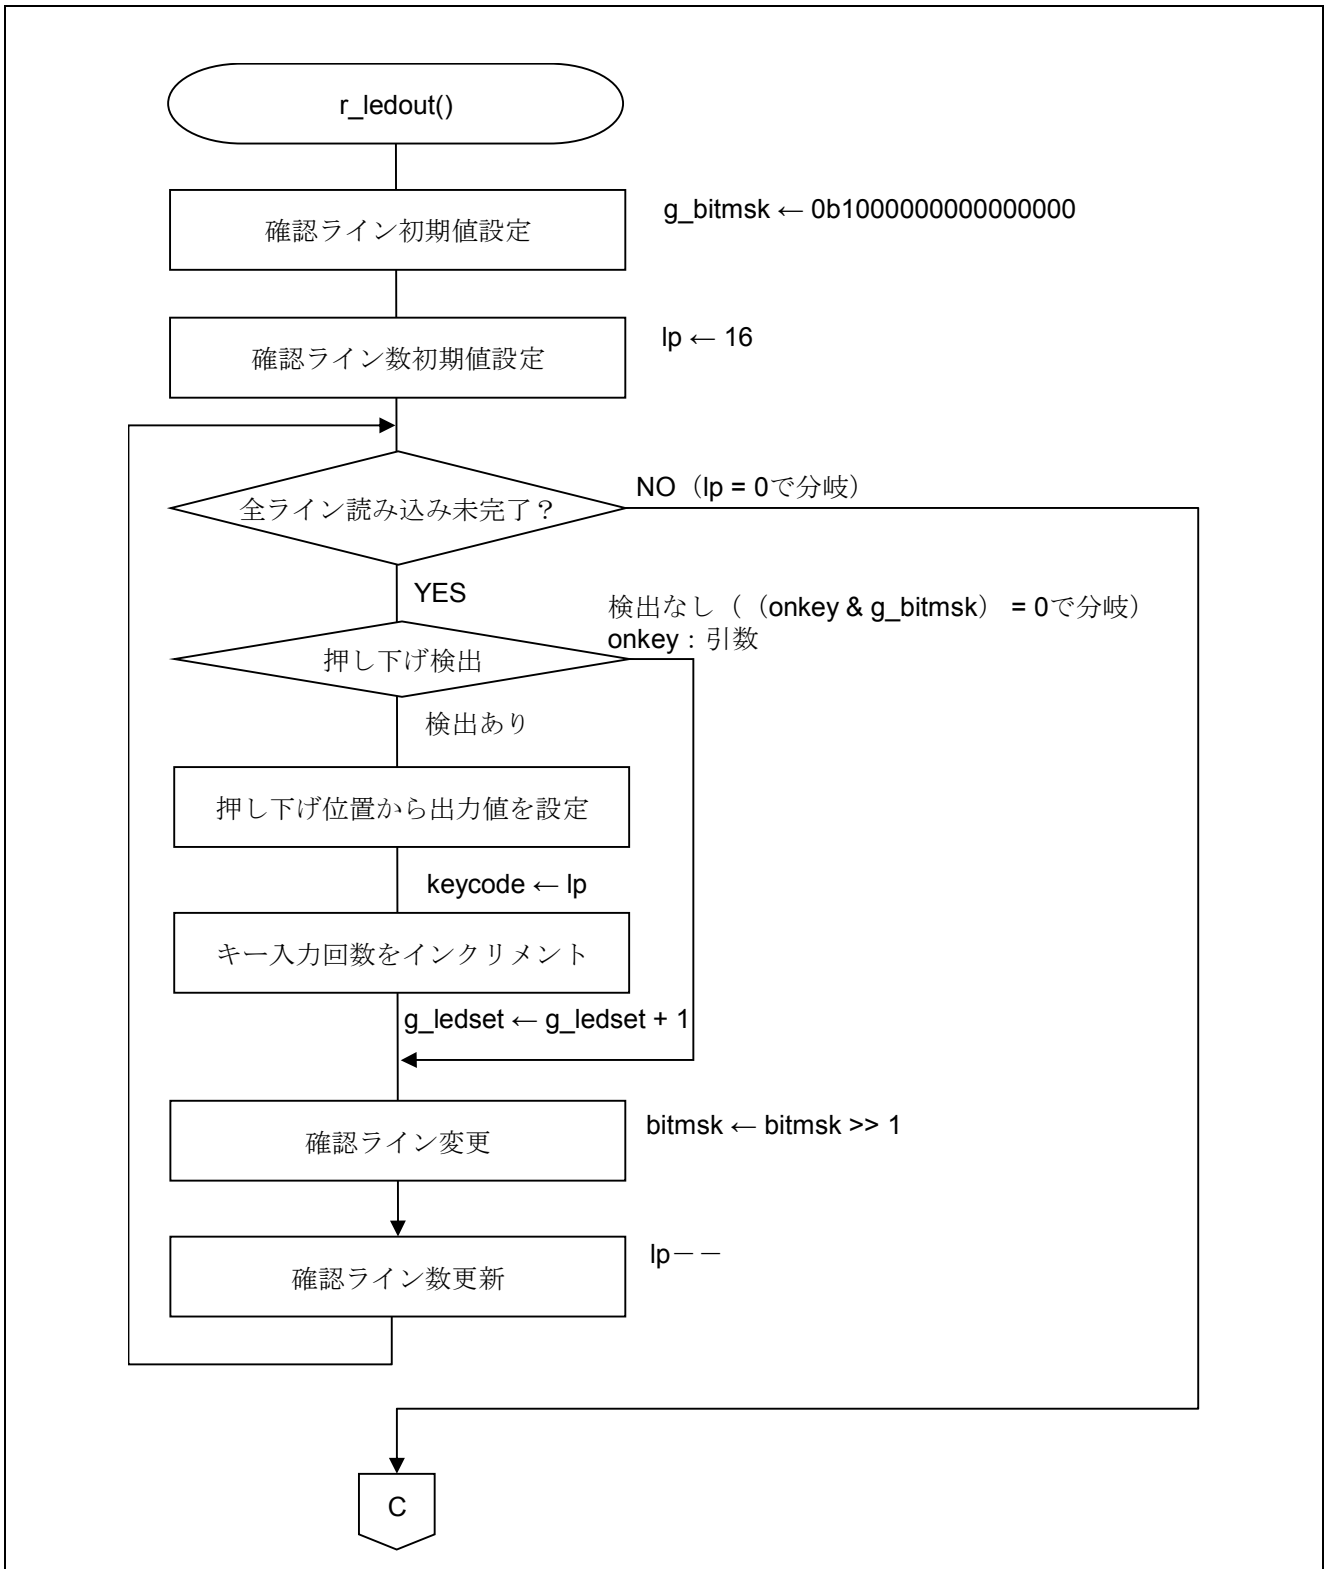 r_ledout()
確認ライン初期値設定
g_bitmsk ← 0b1000000000000000
確認ライン数初期値設定
lp ← 16
全ライン読み込み未完了？
NO（lp = 0で分岐）
YES
検出なし（（onkey & g_bitmsk） = 0で分岐）
onkey：引数
押し下げ検出
検出あり
押し下げ位置から出力値を設定
keycode ← lp
キー入力回数をインクリメント
g_ledset ← g_ledset + 1
確認ライン変更
bitmsk ← bitmsk >> 1
確認ライン数更新
lp－－
C